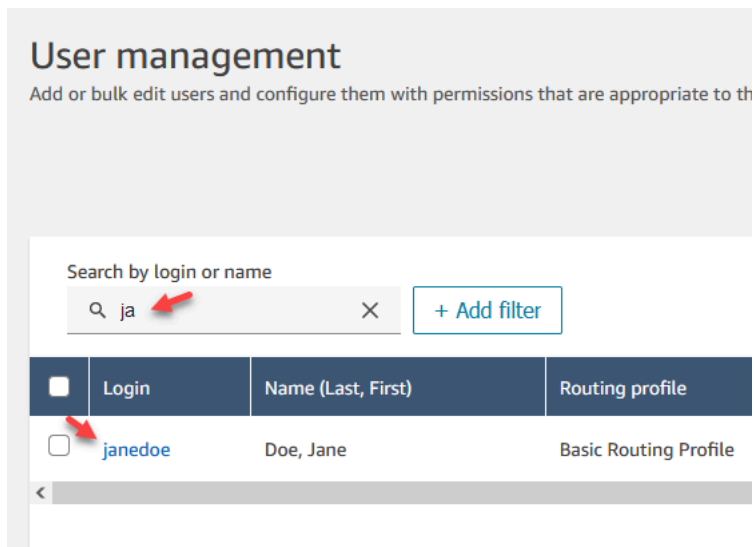 User management
Add or bulk edit users and configure them with permissions that are appropriate to th
Search by login or name
ja
+ Add filter
Login Name (Last, First) Routing profile
janedoe Doe, Jane Basic Routing Profile